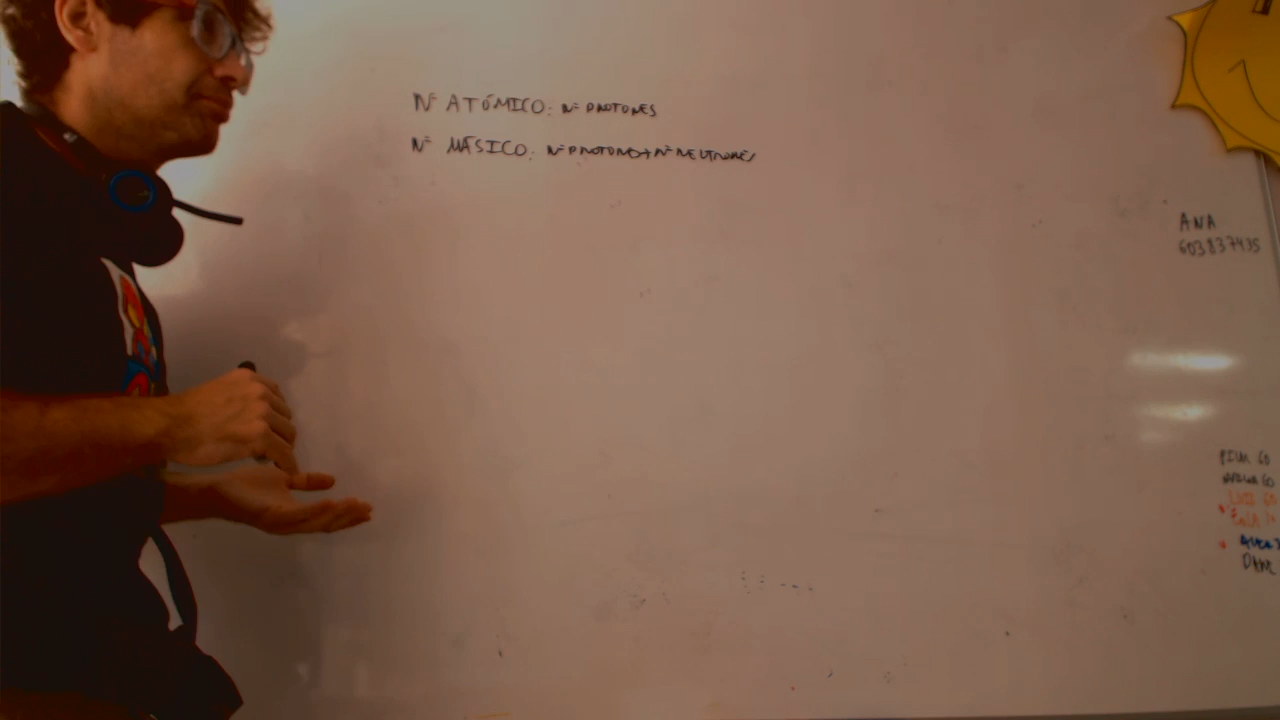 Nº ATÓMICO: Nº PROTONES
Nº MÁSICO: Nº PROTONES + Nº NEUTRONES
ANA
603837435